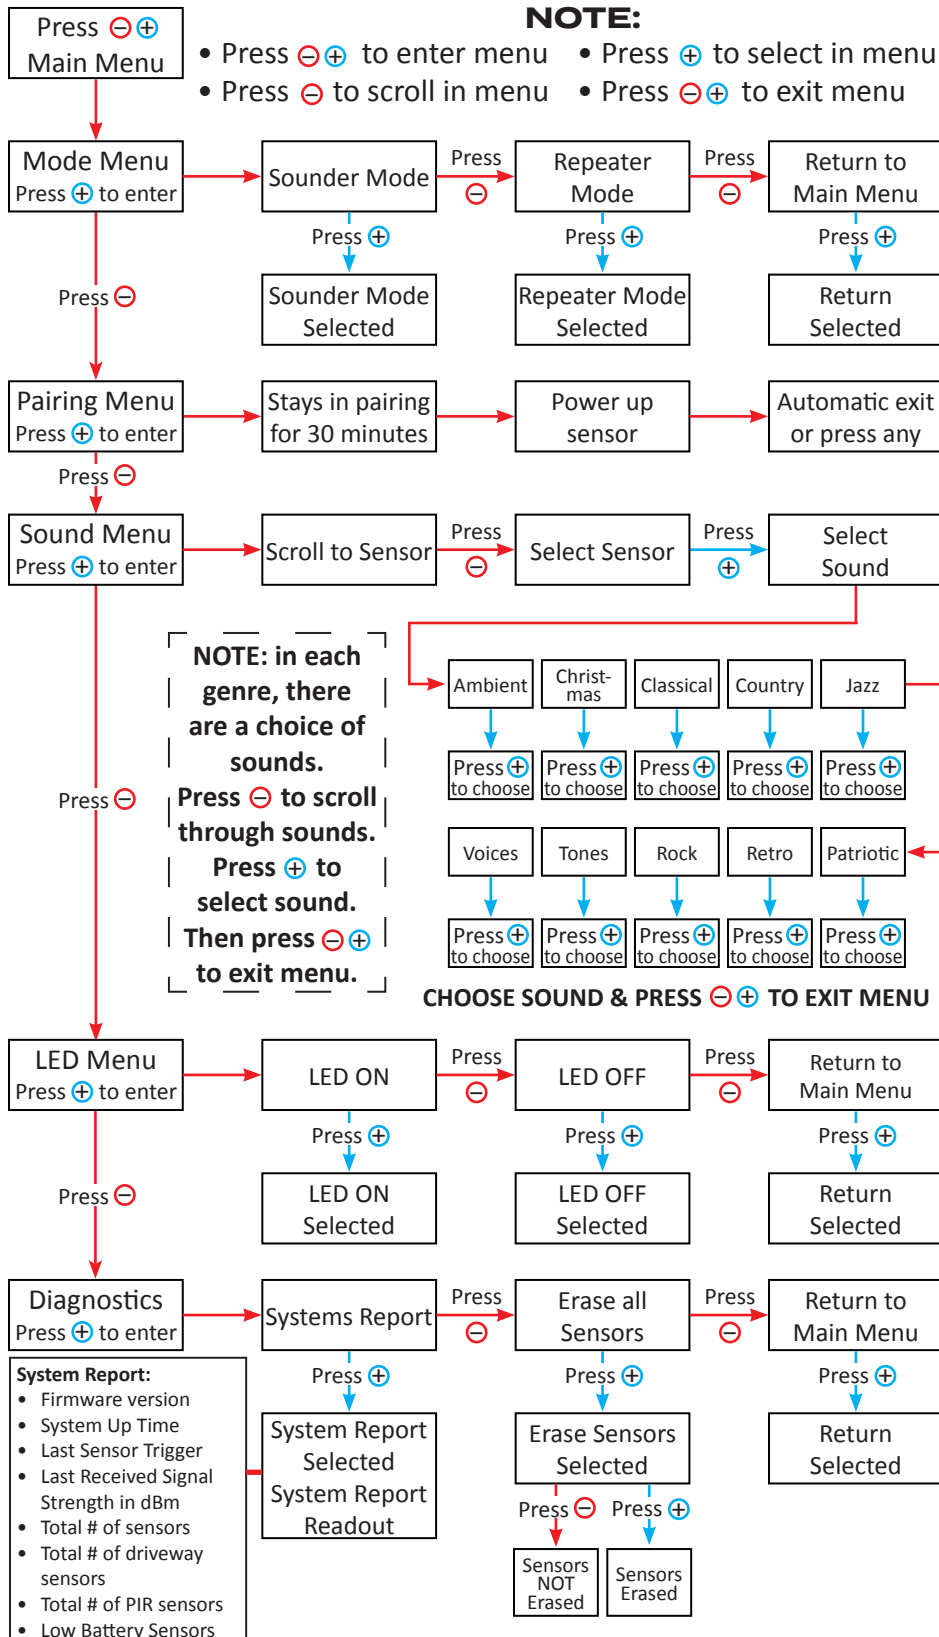 Press ⊖ ⊕
Main Menu
NOTE:
• Press ⊖⊕ to enter menu
• Press ⊕ to select in menu
• Press ⊖ to scroll in menu
• Press ⊖⊕ to exit menu
Mode Menu
Press ⊕ to enter
Sounder Mode
Press
⊖
Repeater
Mode
Press
⊖
Return to
Main Menu
Press ⊕
Press ⊕
Press ⊕
Press ⊖
Sounder Mode
Selected
Repeater Mode
Selected
Return
Selected
Pairing Menu
Press ⊕ to enter
Stays in pairing
for 30 minutes
Power up
sensor
Automatic exit
or press any
Press ⊖
Sound Menu
Press ⊕ to enter
Scroll to Sensor
Press
⊖
Select Sensor
Press
⊕
Select
Sound
NOTE: in each
genre, there
are a choice of
sounds.
Press ⊖ to scroll
through sounds.
Press ⊕ to
select sound.
Then press ⊖ ⊕
to exit menu.
Press ⊖
Ambient
Christ-
mas
Classical
Country
Jazz
Press ⊕
to choose
Press ⊕
to choose
Press ⊕
to choose
Press ⊕
to choose
Press ⊕
to choose
Voices
Tones
Rock
Retro
Patriotic
Press ⊕
to choose
Press ⊕
to choose
Press ⊕
to choose
Press ⊕
to choose
Press ⊕
to choose
CHOOSE SOUND & PRESS ⊖ ⊕ TO EXIT MENU
LED Menu
Press ⊕ to enter
LED ON
Press
⊖
LED OFF
Press
⊖
Return to
Main Menu
Press ⊕
Press ⊕
Press ⊕
Press ⊖
LED ON
Selected
LED OFF
Selected
Return
Selected
Diagnostics
Press ⊕ to enter
Systems Report
Press
⊖
Erase all
Sensors
Press
⊖
Return to
Main Menu
Press ⊕
Press ⊕
Press ⊕
System Report:
• Firmware version
• System Up Time
• Last Sensor Trigger
• Last Received Signal
Strength in dBm
• Total # of sensors
• Total # of driveway
sensors
• Total # of PIR sensors
• Low Battery Sensors
System Report
Selected
System Report
Readout
Erase Sensors
Selected
Return
Selected
Press ⊖
Press ⊕
Sensors
NOT
Erased
Sensors
Erased